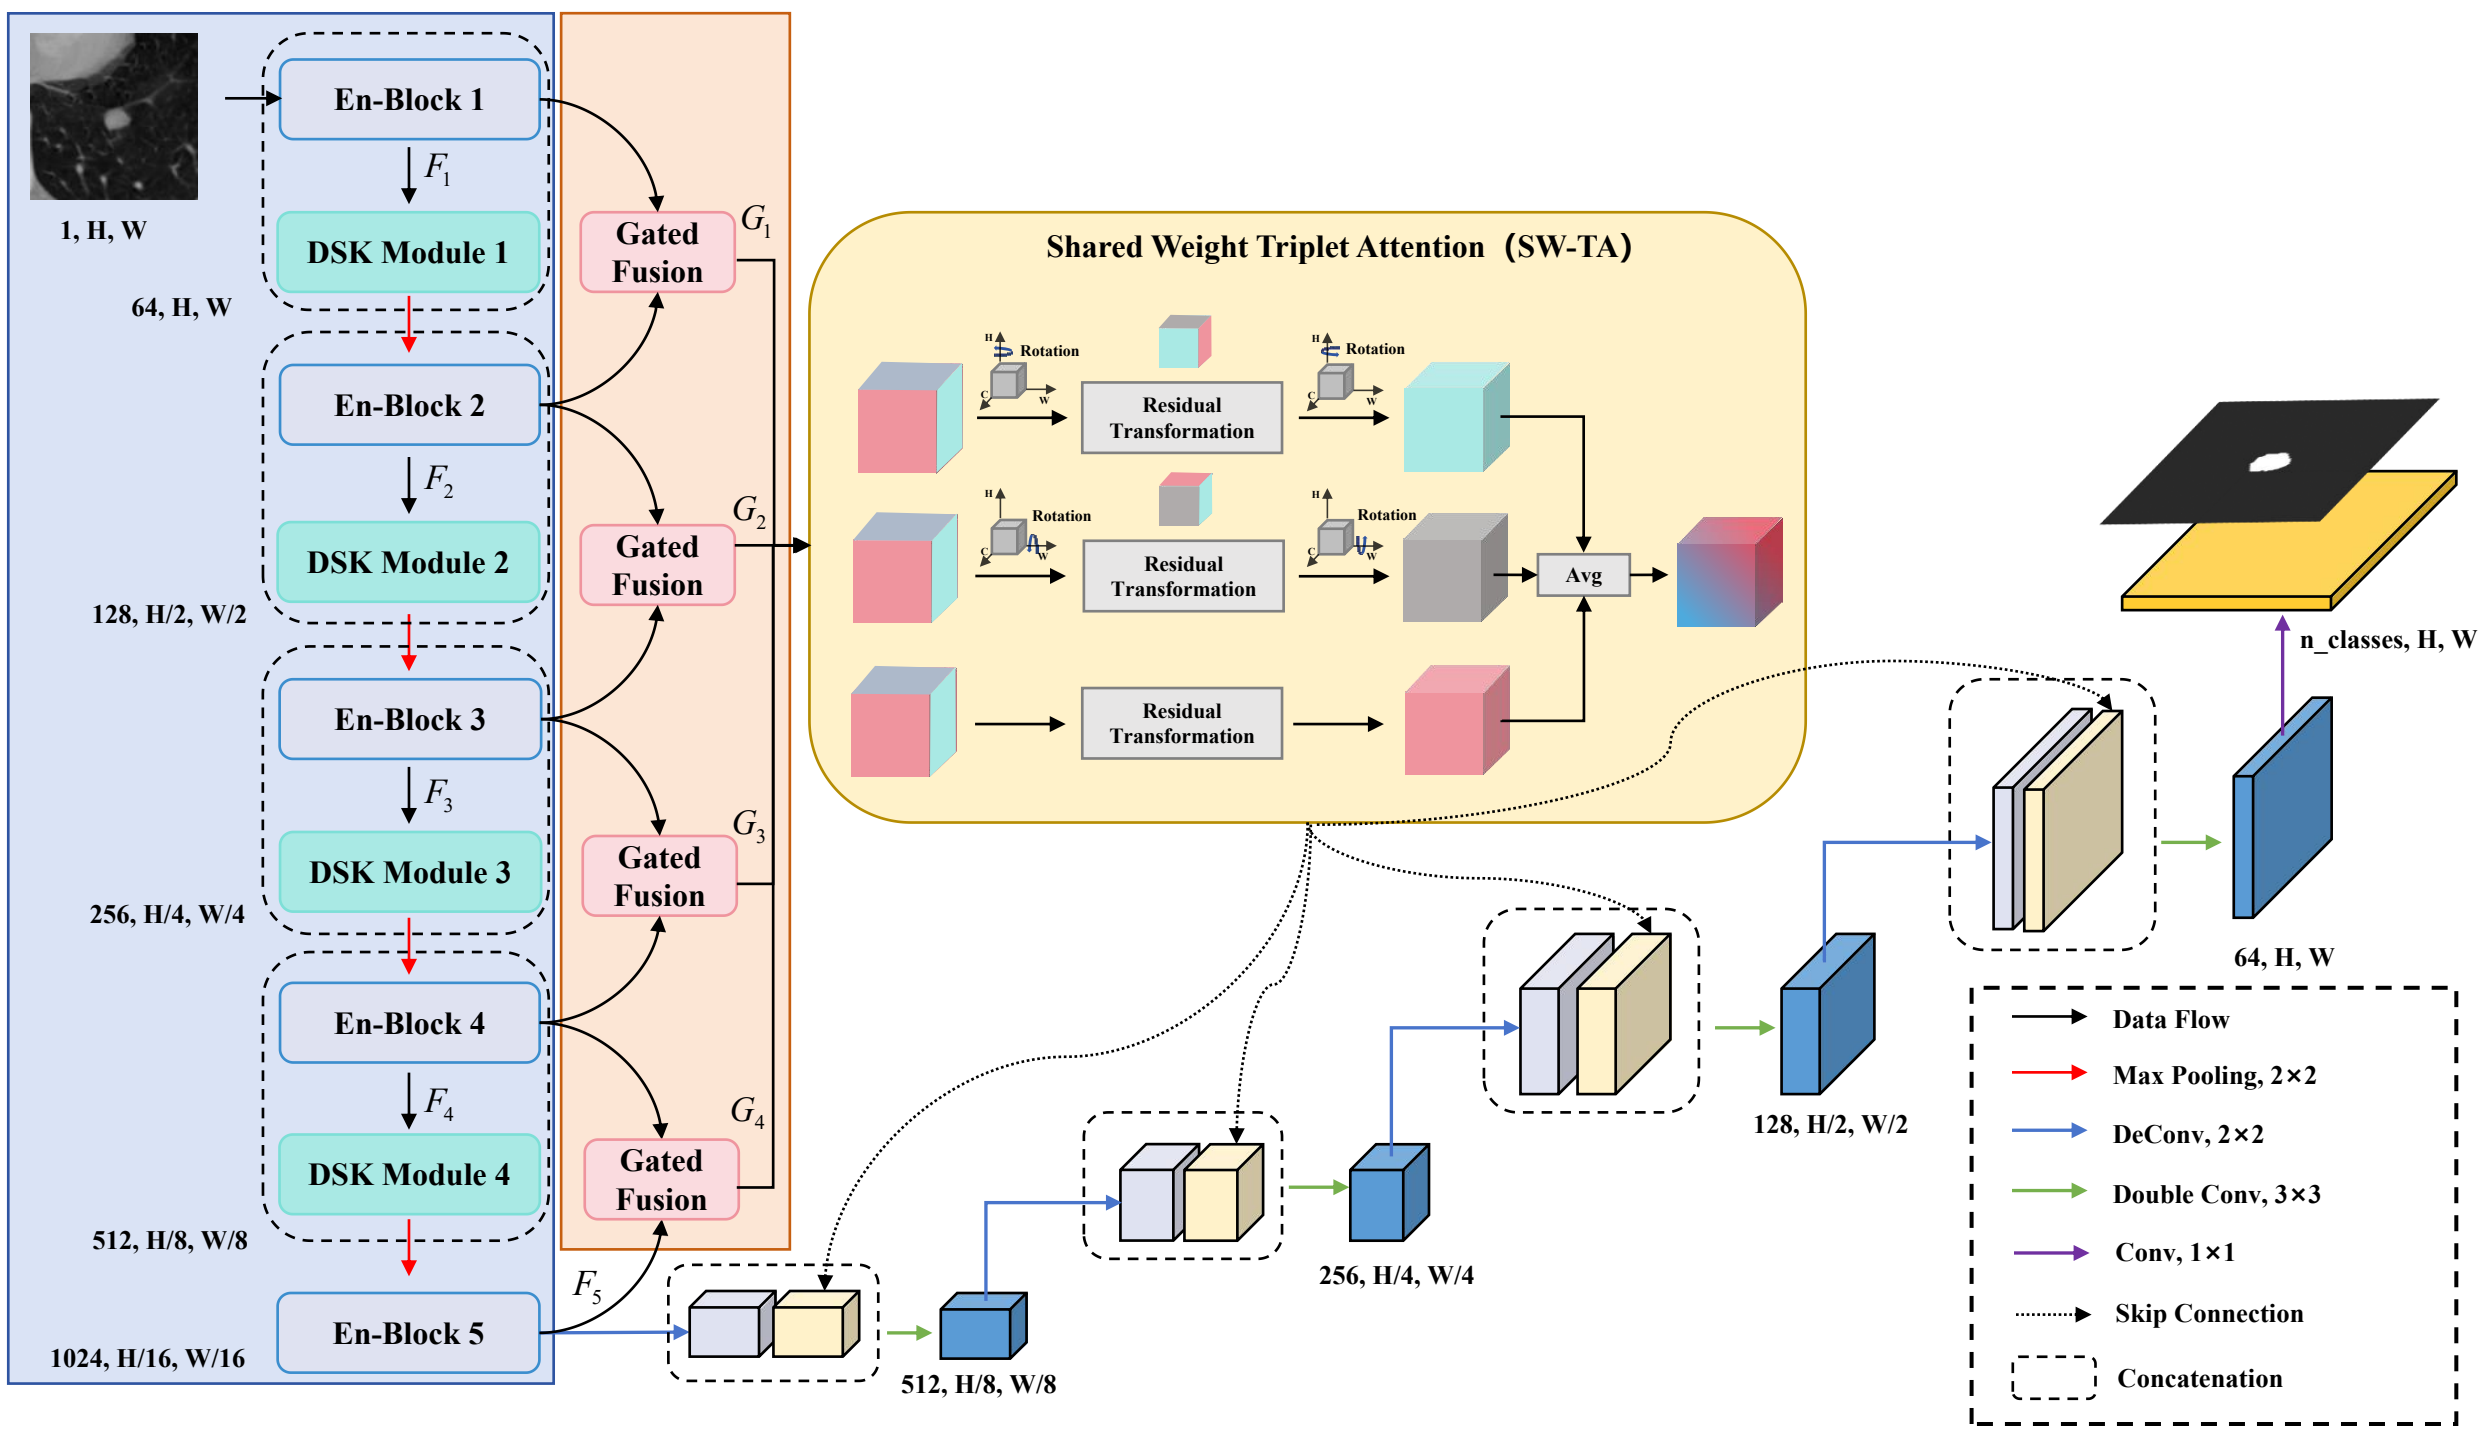 En-Block 1
F1
1, H, W
DSK Module 1
64, H, W
En-Block 2
F2
DSK Module 2
128, H/2, W/2
En-Block 3
F3
DSK Module 3
256, H/4, W/4
En-Block 4
F4
DSK Module 4
512, H/8, W/8
En-Block 5
1024, H/16, W/16
F5
Gated
Fusion
G1
Gated
Fusion
G2
Gated
Fusion
G3
Gated
Fusion
G4
Shared Weight Triplet Attention（SW-TA）
H
Rotation
C
W
Residual
Transformation
H
Rotation
C
W
H
Rotation
C
W
Residual
Transformation
H
Rotation
C
W
Avg
Residual
Transformation
512, H/8, W/8
256, H/4, W/4
128, H/2, W/2
64, H, W
n_classes, H, W
Data Flow
Max Pooling, 2×2
DeConv, 2×2
Double Conv, 3×3
Conv, 1×1
Skip Connection
Concatenation